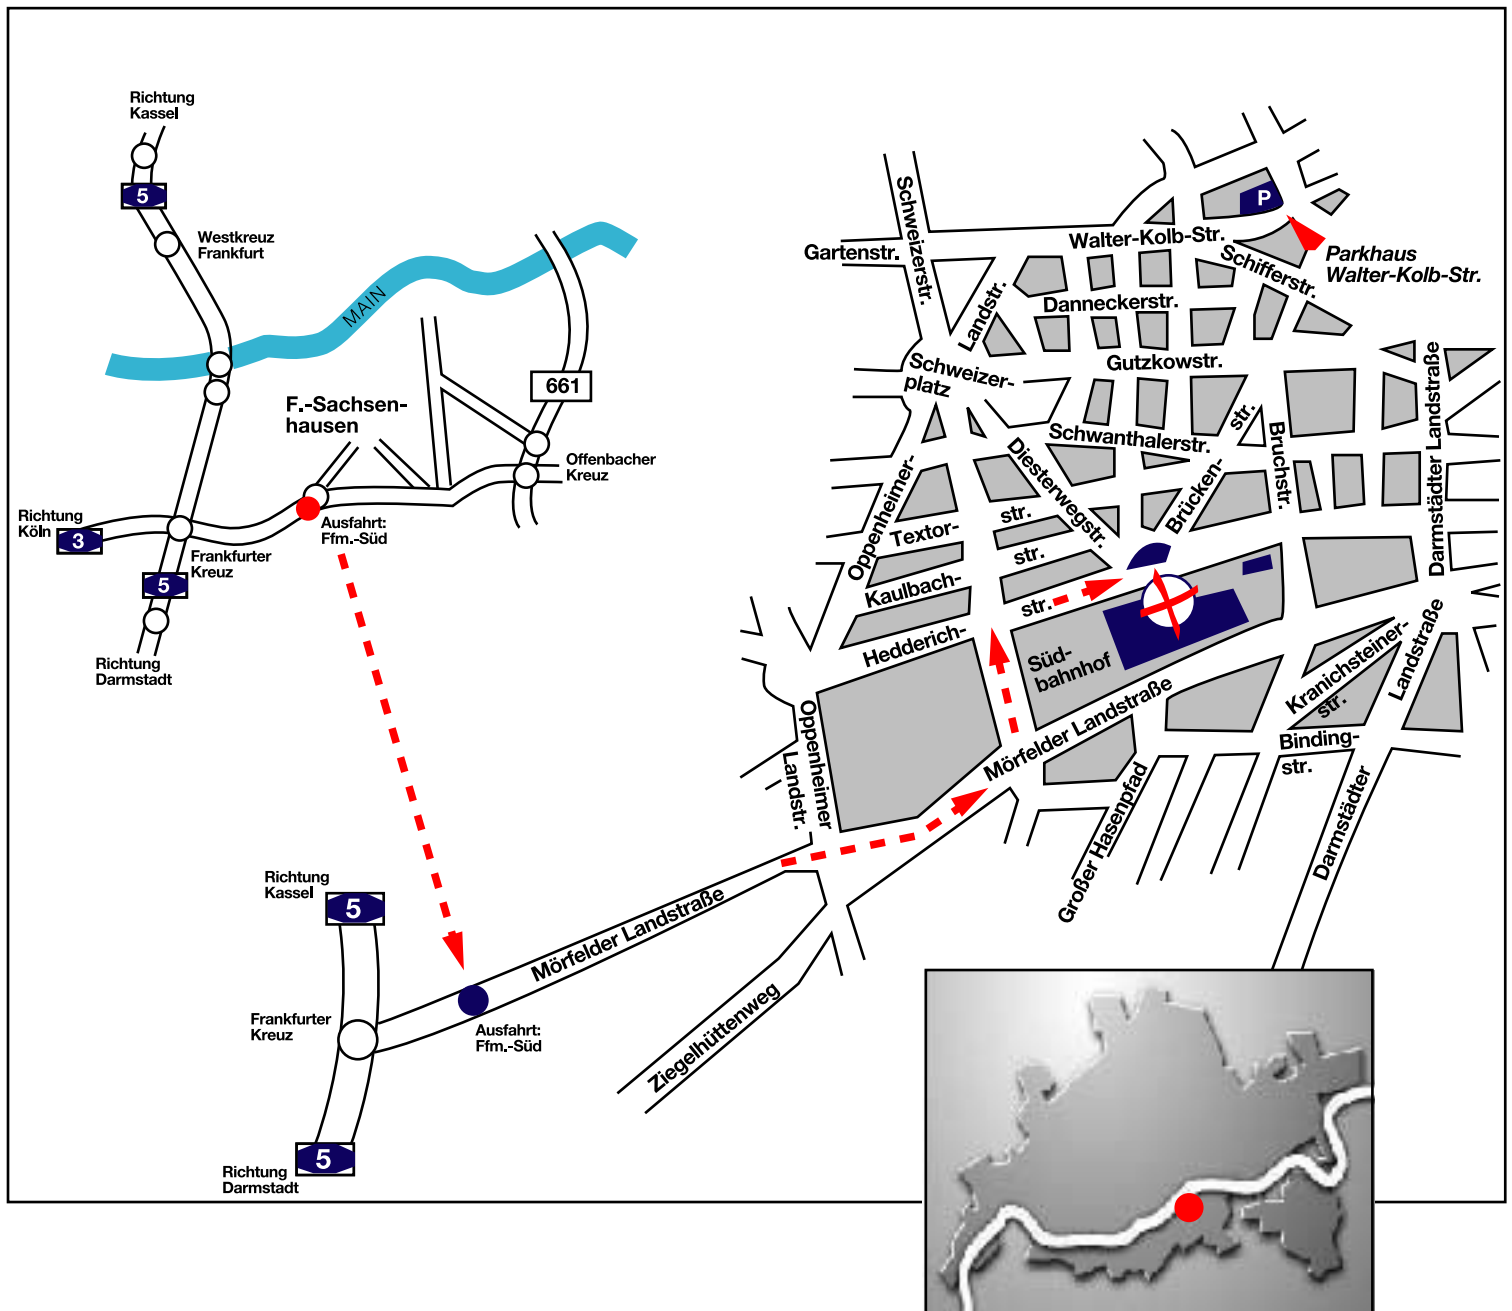 Richtung
Kassel
5
Westkreuz
Frankfurt
MAIN
661
F.-Sachsen-
hausen
Offenbacher
Kreuz
Richtung
Köln
3
Ausfahrt:
Ffm.-Süd
Frankfurter
Kreuz
5
Richtung
Darmstadt
Schweizerstr.
Gartenstr.
Walter-Kolb-Str.
P
Parkhaus
Walter-Kolb-Str.
Schifferstr.
Landstr.
Danneckerstr.
Gutzkowstr.
Schweizer-
platz
Schwanthalerstr.
str.
Bruchstr.
Darmstädter Landstraße
Diesterwegstr.
Brücken-
Oppenheimer-
Textor-
str.
Kaulbach-
str.
Hedderich-
str.
Süd-
bahnhof
Kranichsteiner-
str.
Landstraße
Binding-
str.
Mörfelder Landstraße
Oppenheimer
Landstr.
Großer Hasenpfad
Darmstädter
Richtung
Kassel
5
Mörfelder Landstraße
Frankfurter
Kreuz
Ausfahrt:
Ffm.-Süd
Ziegelhüttenweg
5
Richtung
Darmstadt